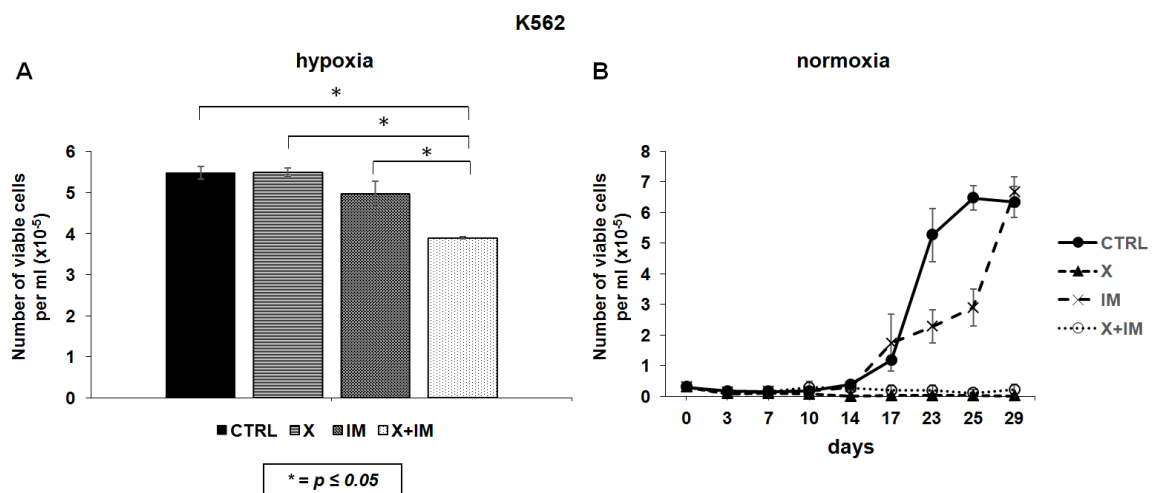 K562
A
hypoxia
*
*
*
Number of viable cells
per ml (x10⁻⁵)
6
5
4
3
2
1
0
CTRL X IM X+IM
* = p ≤ 0.05
B
normoxia
Number of viable cells
per ml (x10⁻⁵)
8
7
6
5
4
3
2
1
0
0 3 7 10 14 17 23 25 29
days
CTRL
X
IM
X+IM